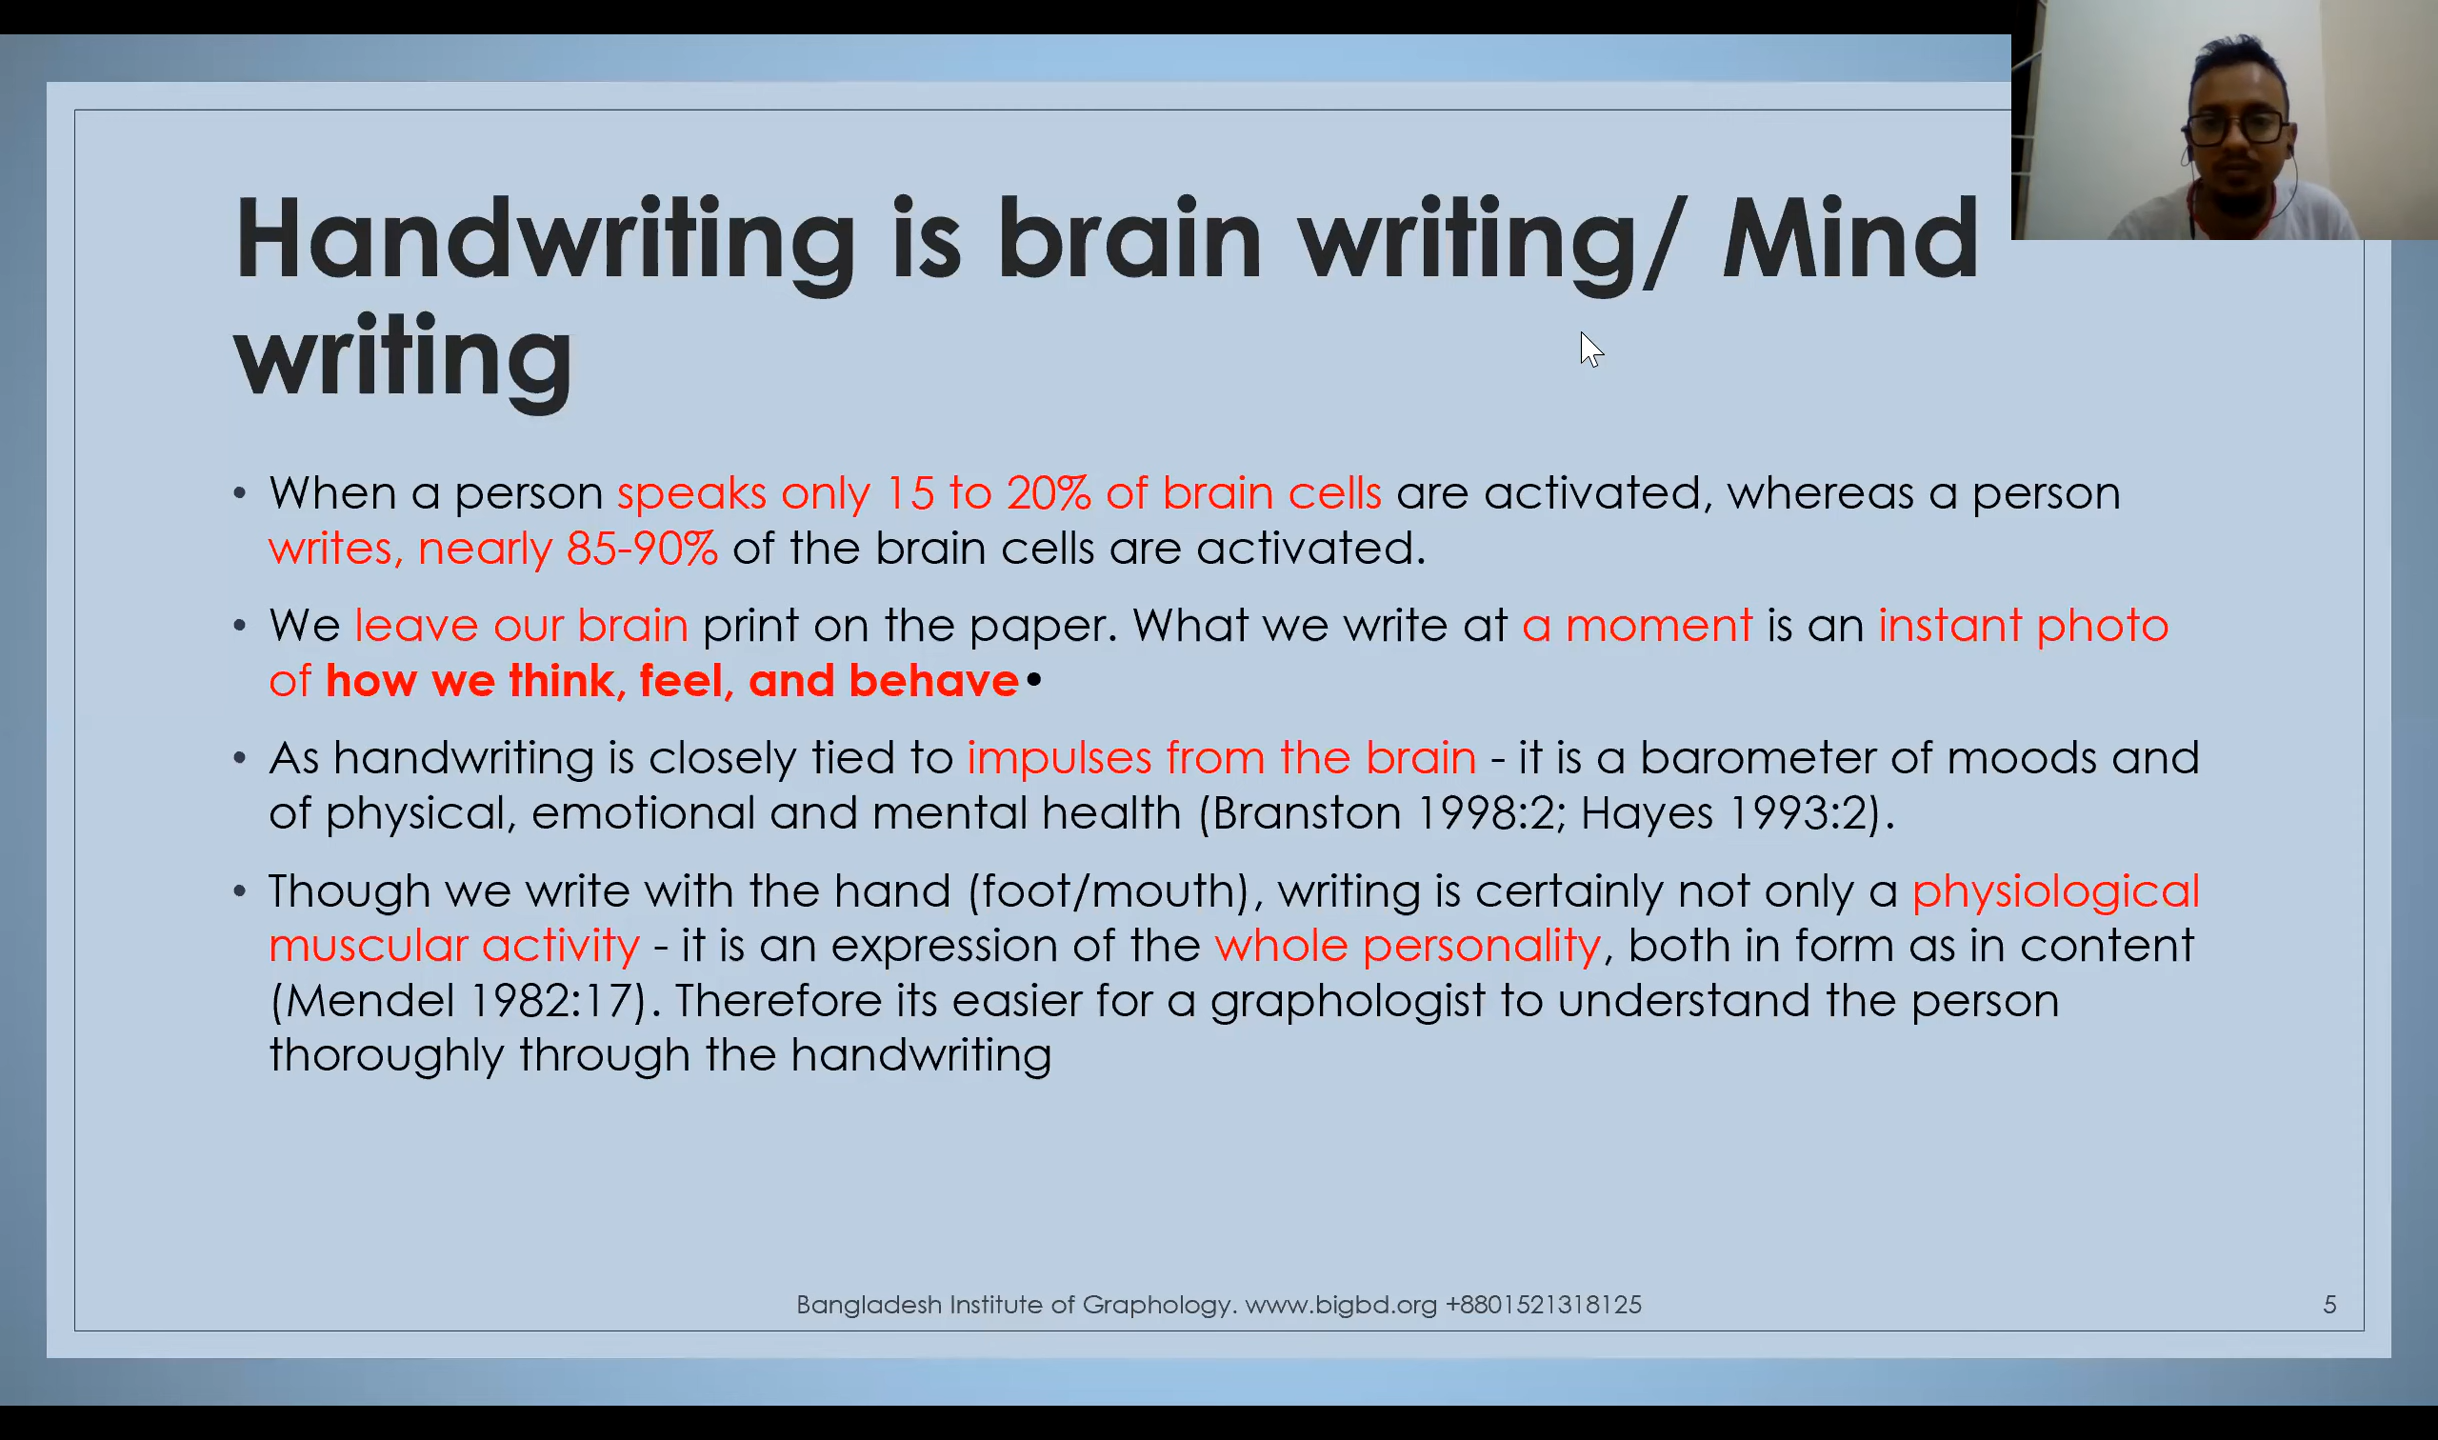 Handwriting is brain writing/ Mind
writing
• When a person speaks only 15 to 20% of brain cells are activated, whereas a person
writes, nearly 85-90% of the brain cells are activated.
• We leave our brain print on the paper. What we write at a moment is an instant photo
of how we think, feel, and behave•
• As handwriting is closely tied to impulses from the brain - it is a barometer of moods and
of physical, emotional and mental health (Branston 1998:2; Hayes 1993:2).
• Though we write with the hand (foot/mouth), writing is certainly not only a physiological
muscular activity - it is an expression of the whole personality, both in form as in content
(Mendel 1982:17). Therefore its easier for a graphologist to understand the person
thoroughly through the handwriting
Bangladesh Institute of Graphology. www.bigbd.org +8801521318125
5